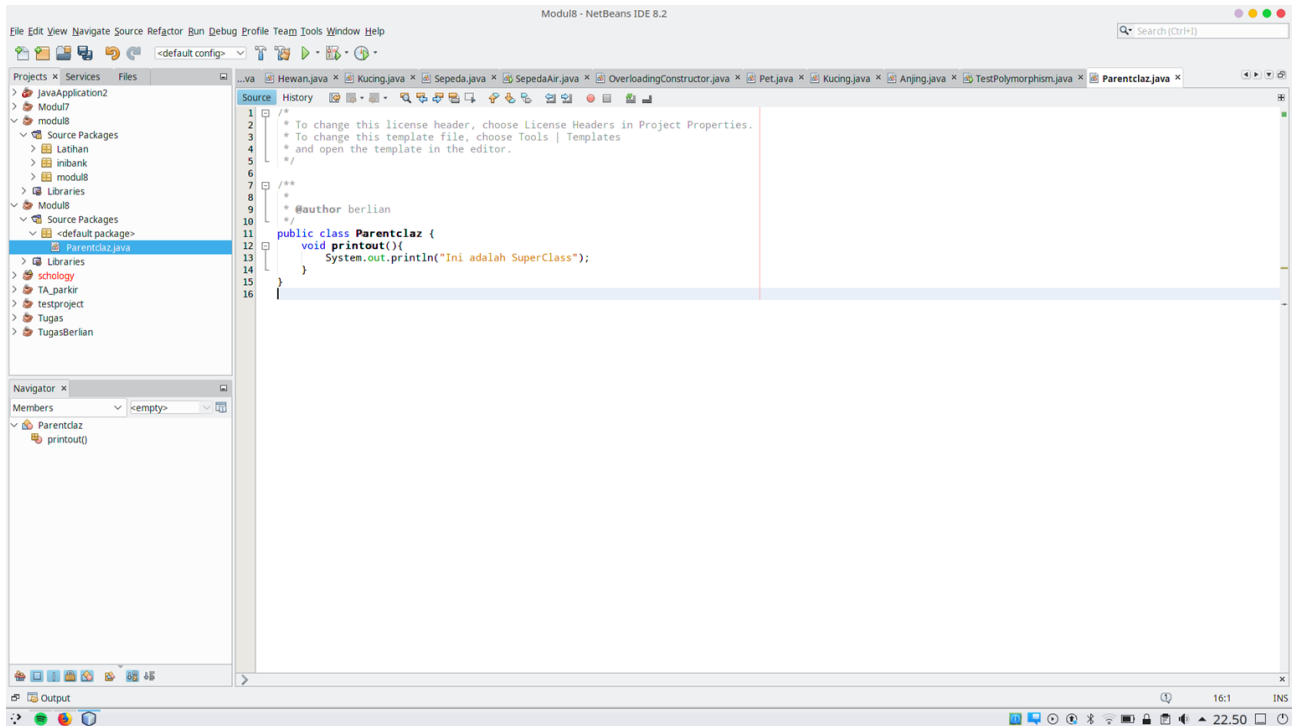 Modul8 - NetBeans IDE 8.2
File Edit View Navigate Source Refactor Run Debug Profile Team Tools Window Help
Search (Ctrl+I)
<default config>
Projects × Services Files
...va Hewan.java × Kucing.java × Sepeda.java × SepedaAir.java × OverloadingConstructor.java × Pet.java × Kucing.java × Anjing.java × TestPolymorphism.java × Parentclaz.java ×
Source History
JavaApplication2
Modul7
modul8
Source Packages
Latihan
inibank
modul8
Libraries
Modul8
Source Packages
<default package>
Parentclaz.java
Libraries
schology
TA_parkir
testproject
Tugas
TugasBerlian
1 /*
2 * To change this license header, choose License Headers in Project Properties.
3 * To change this template file, choose Tools | Templates
4 * and open the template in the editor.
5 */
6
7 /**
8 *
9 * @author berlian
10 */
11 public class Parentclaz {
12 void printout(){
13 System.out.println("Ini adalah SuperClass");
14 }
15 }
16
Navigator ×
Members <empty>
Parentclaz
printout()
Output
16:1 INS
22.50